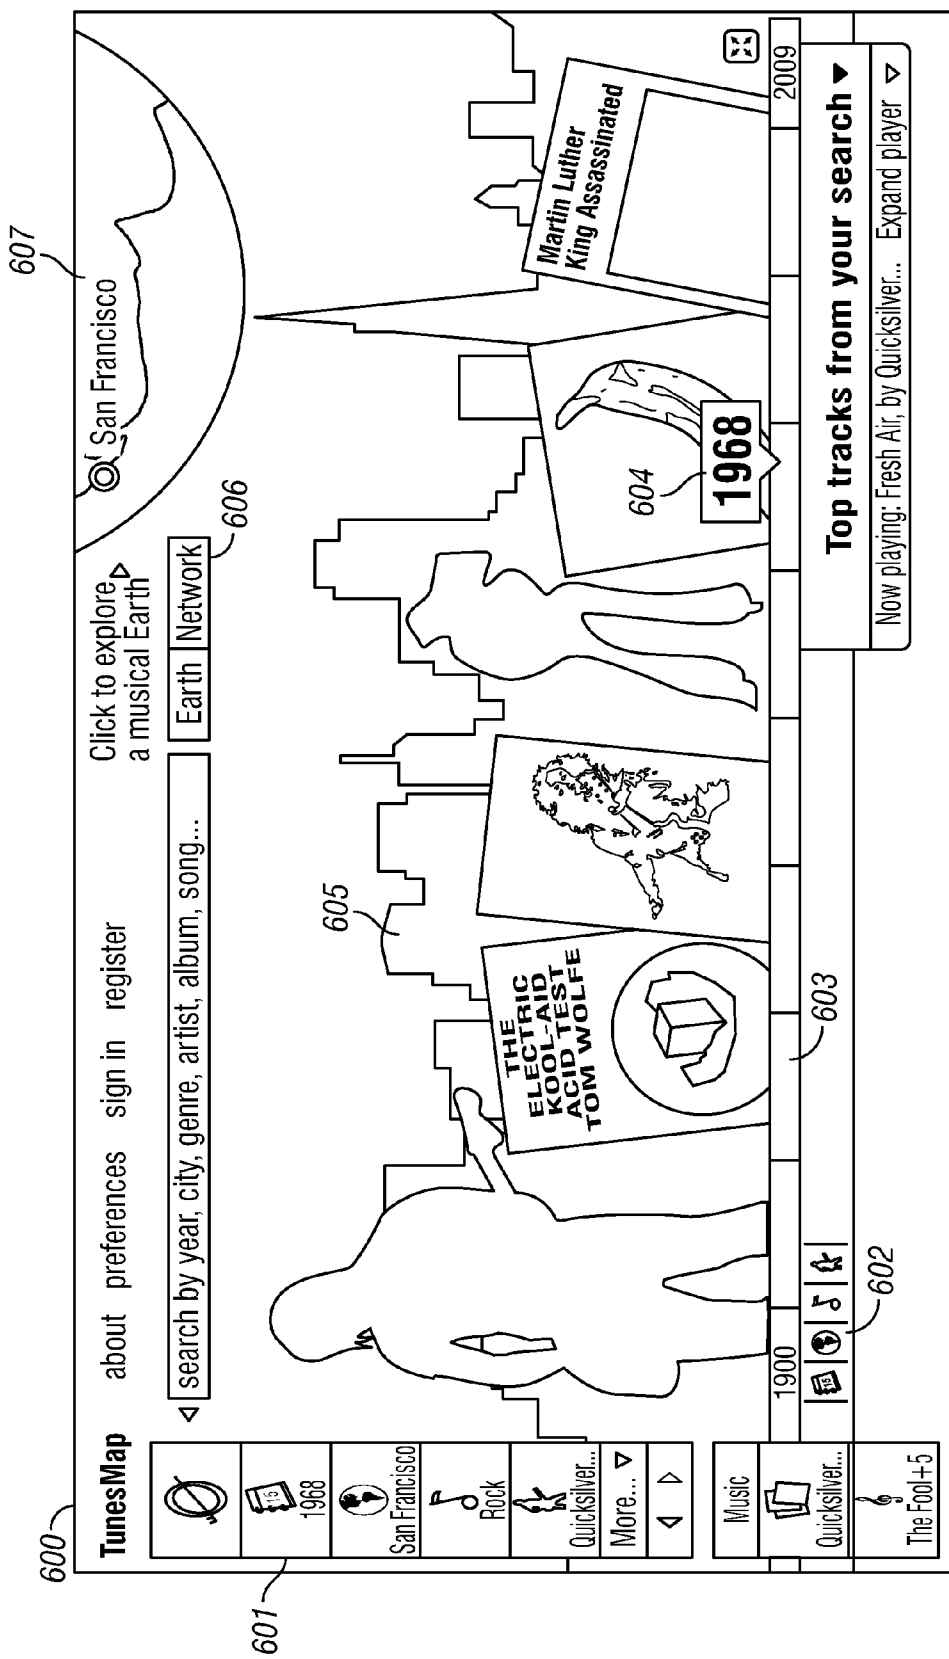 600
607
TunesMap
about preferences sign in register
Click to explore
a musical Earth
San Francisco
search by year, city, genre, artist, album, song...
Earth Network
606
601
15
1968
San Francisco
Rock
Quicksilver...
More...
605
THE
ELECTRIC
KOOL-AID
ACID TEST
TOM WOLFE
604
1968
Martin Luther
King Assassinated
1900
2009
603
602
15
Music
Quicksilver...
The Fool+5
Top tracks from your search
Now playing: Fresh Air, by Quicksilver... Expand player